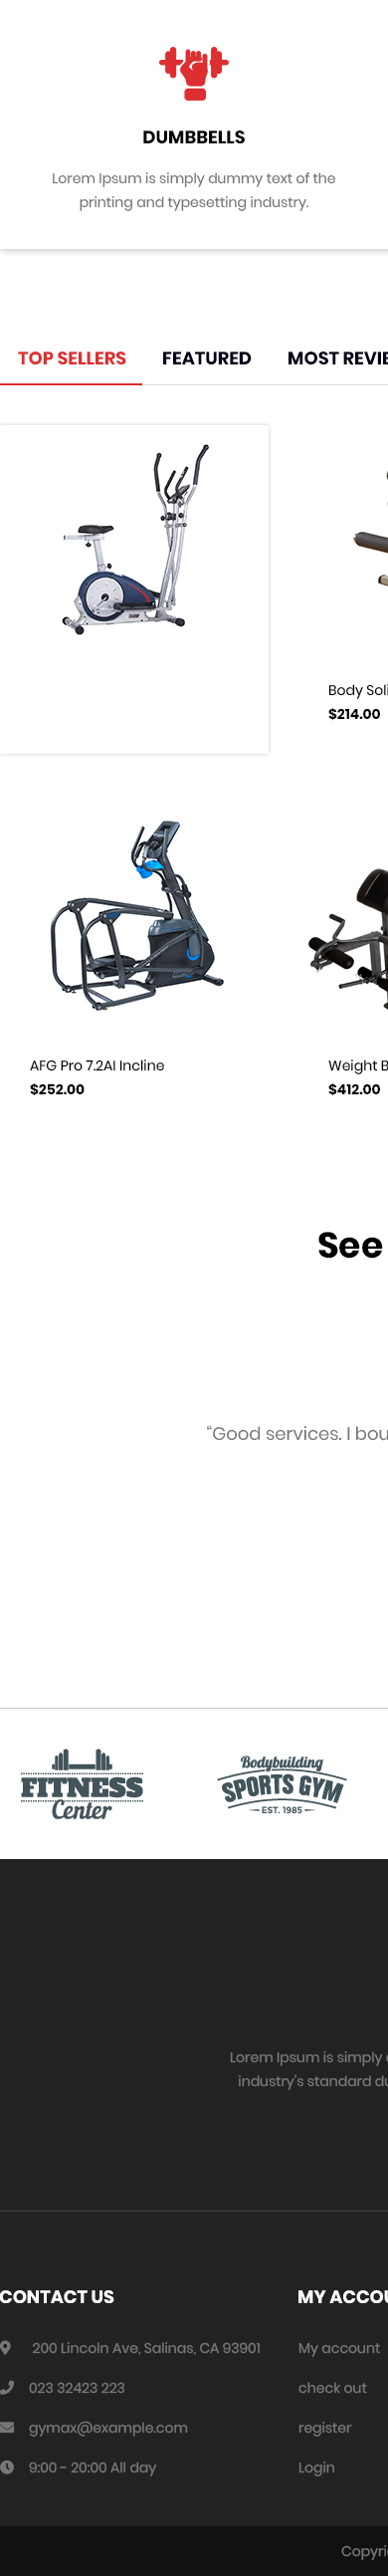 DUMBBELLS
Lorem Ipsum is simply dummy text of the
printing and typesetting industry.
TOP SELLERS FEATURED MOST REVIE
Body Soli
$214.00
AFG Pro 7.2AI Incline
$252.00
Weight B
$412.00
See
“Good services. I bou
FITNESS
Center
Bodybuilding
SPORTS GYM
EST. 1985
Lorem Ipsum is simply
industry's standard du
CONTACT US
200 Lincoln Ave, Salinas, CA 93901
023 32423 223
gymax@example.com
9:00 - 20:00 All day
MY ACCOU
My account
check out
register
Login
Copyri